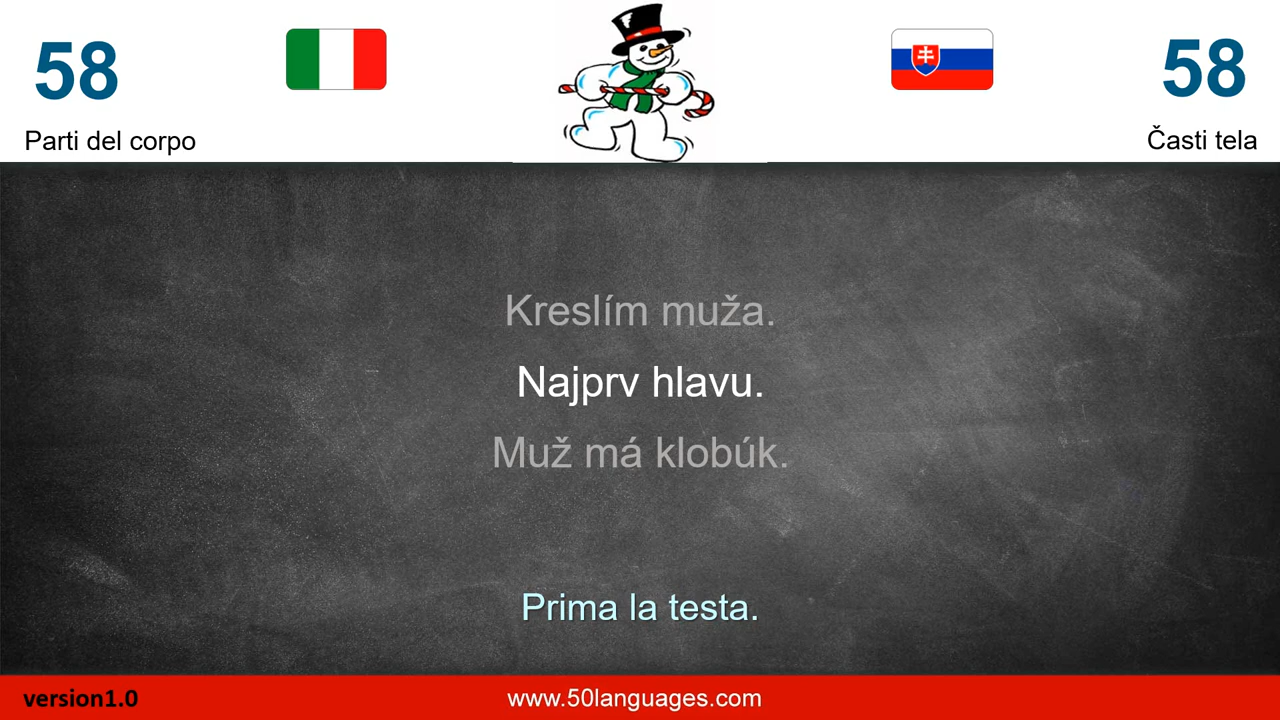 58
58
Parti del corpo
Časti tela
Kreslím muža.
Najprv hlavu.
Muž má klobúk.
Prima la testa.
version1.0
www.50languages.com